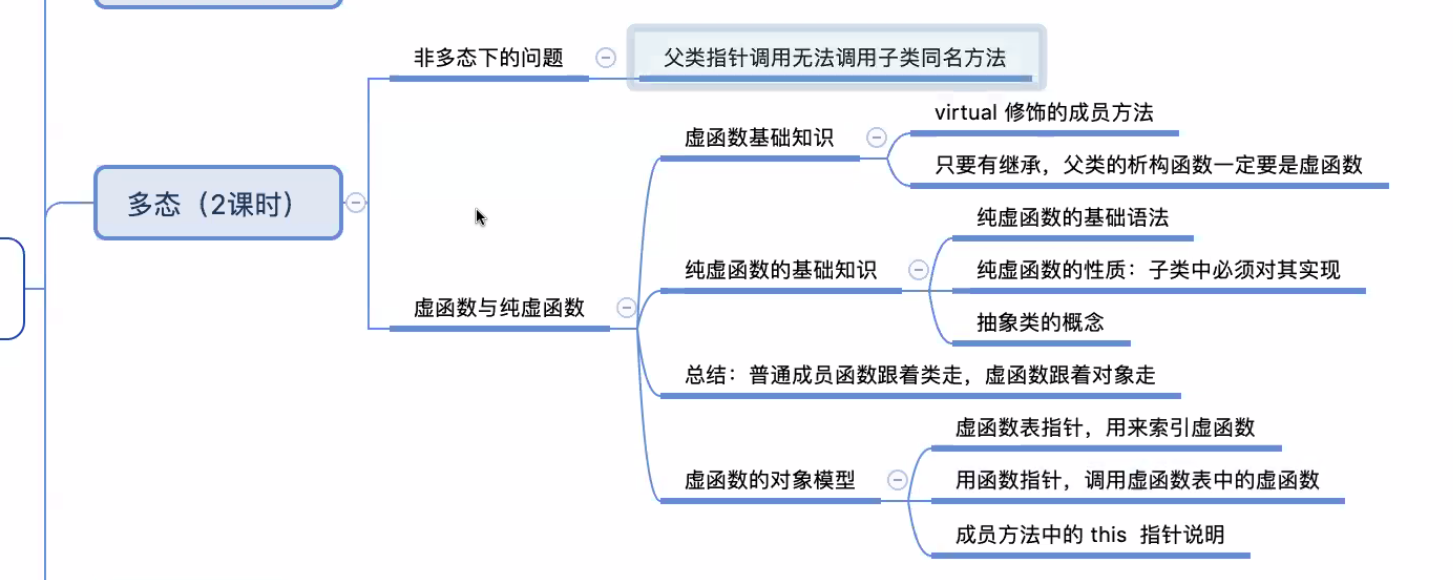 非多态下的问题
父类指针调用无法调用子类同名方法
virtual 修饰的成员方法
虚函数基础知识
只要有继承，父类的析构函数一定要是虚函数
多态（2课时）
纯虚函数的基础语法
纯虚函数的基础知识
纯虚函数的性质：子类中必须对其实现
虚函数与纯虚函数
抽象类的概念
总结：普通成员函数跟着类走，虚函数跟着对象走
虚函数表指针，用来索引虚函数
虚函数的对象模型
用函数指针，调用虚函数表中的虚函数
成员方法中的 this 指针说明